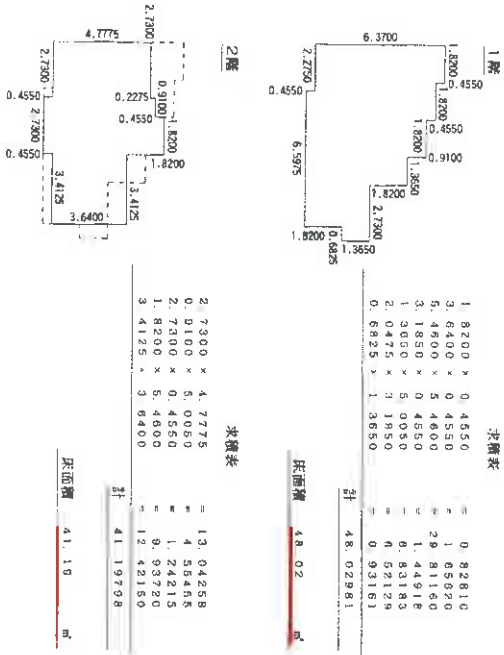 1階
6.3700
1.8200
0.4550
2.2750
0.4550
0.4550
1.8200
0.9100
1.3650
6.5975
1.8200
2.7300
1.8200
0.6825
1.3650
求積表
1. 8200 × 0. 4550 = 0. 82810
3. 6400 × 0. 4550 = 1. 65620
5. 4600 × 5. 4600 = 29. 81160
3. 1850 × 0. 4550 = 1. 44918
1. 3650 × 5. 0050 = 6. 83183
2. 0475 × 3. 1850 = 6. 52129
0. 6825 × 1. 3650 = 0. 93161
計 48. 02981
床面積 48. 02 ㎡
2階
4.7775
2.7300
2.7300
0.2275
0.9100
0.4550
0.4550
1.8200
2.7300
1.8200
0.4550
3.4125
3.4125
3.6400
求積表
2. 7300 × 4. 7775 = 13. 04258
0. 9100 × 5. 0050 = 4. 55455
2. 7300 × 0. 4550 = 1. 24215
1. 8200 × 5. 4600 = 9. 93720
3. 4125 × 3. 6400 = 12. 42150
計 41. 19798
床面積 41. 19 ㎡